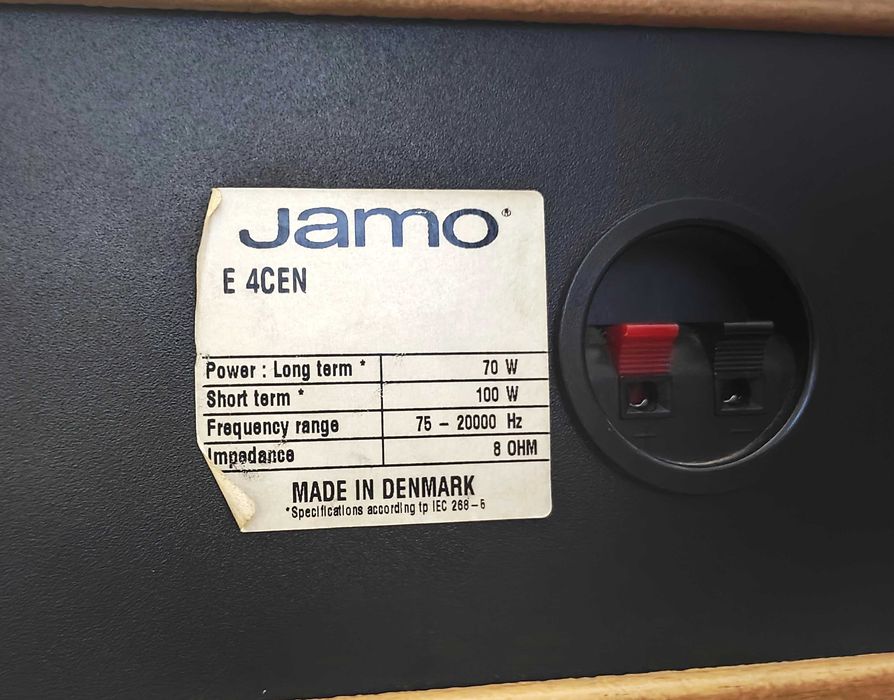 Jamo®
E 4CEN
Power : Long term * 70 W
Short term * 100 W
Frequency range 75 – 20000 Hz
Impedance 8 OHM
MADE IN DENMARK
*Specifications according tp IEC 268–5
+ −